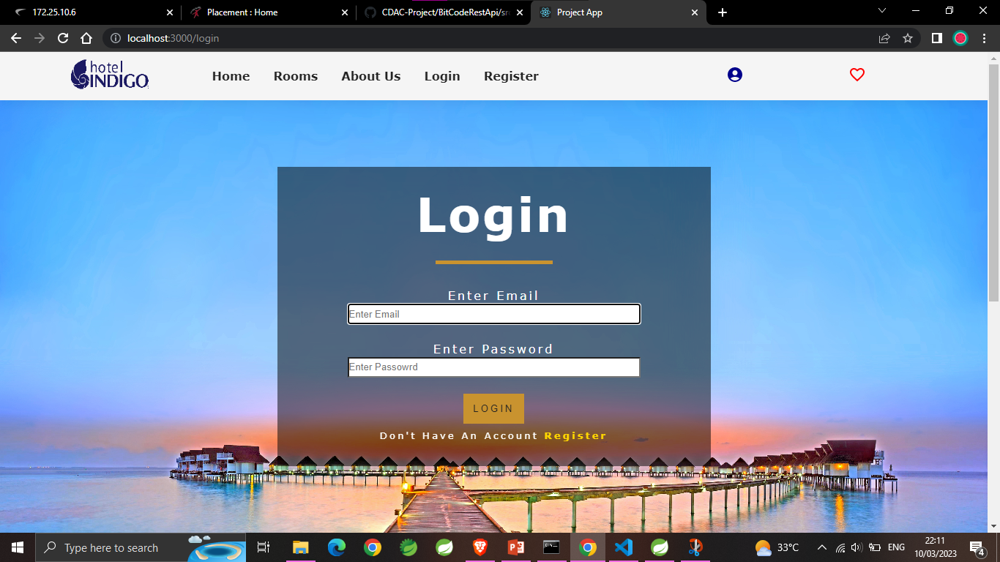 172.25.10.6
Placement : Home
CDAC-Project/BitCodeRestApi/src
Project App
localhost:3000/login
hotel
INDIGO
Home Rooms About Us Login Register
Login
Enter Email
Enter Email
Enter Password
Enter Passowrd
LOGIN
Don't Have An Account Register
Type here to search
33°C
ENG
22:11
10/03/2023
4